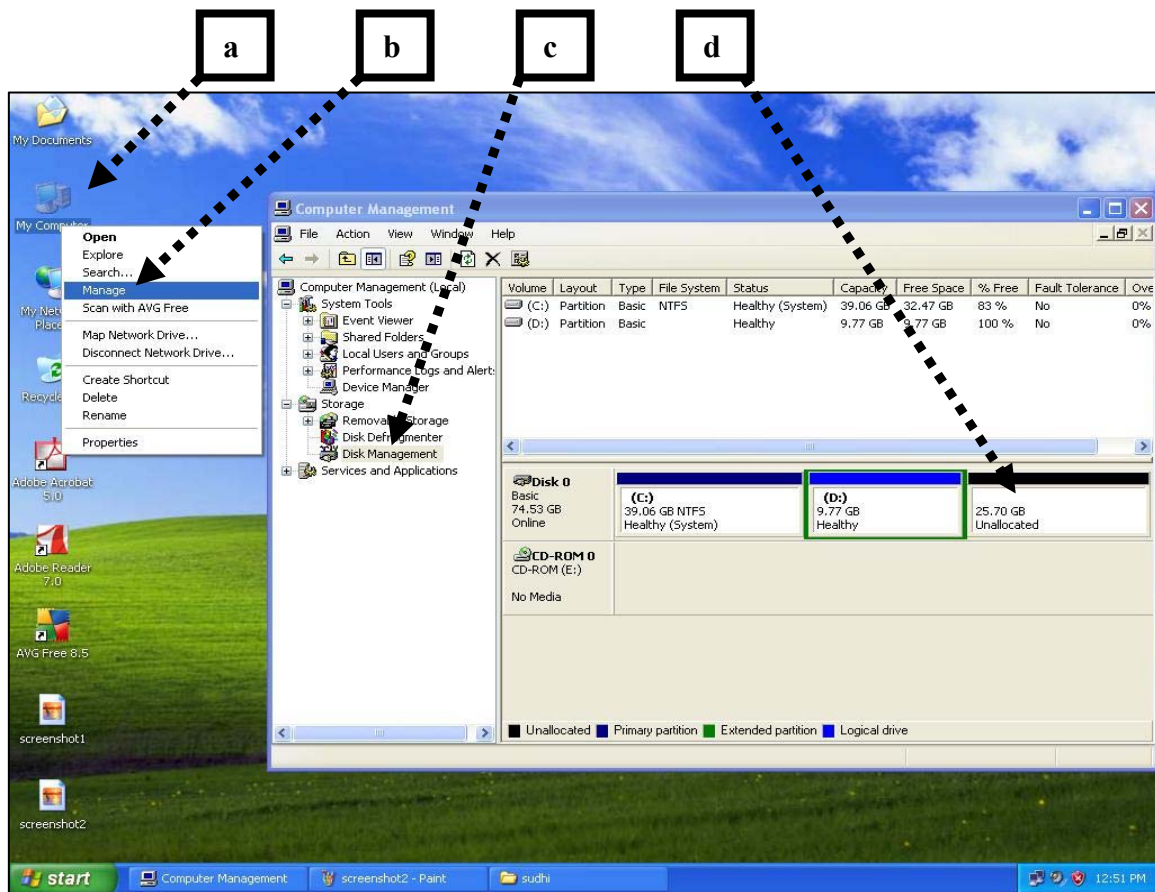 a b c d
My Documents
My Computer
Open
Explore
Search...
Manage
Scan with AVG Free
Map Network Drive...
Disconnect Network Drive...
Create Shortcut
Delete
Rename
Properties
My Net
Place
Recycle
Adobe Acrobat
5.0
Adobe Reader
7.0
AVG Free 8.5
screenshot1
screenshot2
Computer Management
File Action View Window Help
Computer Management (Local)
System Tools
Event Viewer
Shared Folders
Local Users and Groups
Performance Logs and Alert
Device Manager
Storage
Removable Storage
Disk Defragmenter
Disk Management
Services and Applications
Volume Layout Type File System Status Capacity Free Space % Free Fault Tolerance Ove
(C:) Partition Basic NTFS Healthy (System) 39.06 GB 32.47 GB 83 % No 0%
(D:) Partition Basic Healthy 9.77 GB 9.77 GB 100 % No 0%
Disk 0
Basic
74.53 GB
Online
(C:)
39.06 GB NTFS
Healthy (System)
(D:)
9.77 GB
Healthy
25.70 GB
Unallocated
CD-ROM 0
CD-ROM (E:)
No Media
Unallocated Primary partition Extended partition Logical drive
start Computer Management screenshot2 - Paint sudhi 12:51 PM